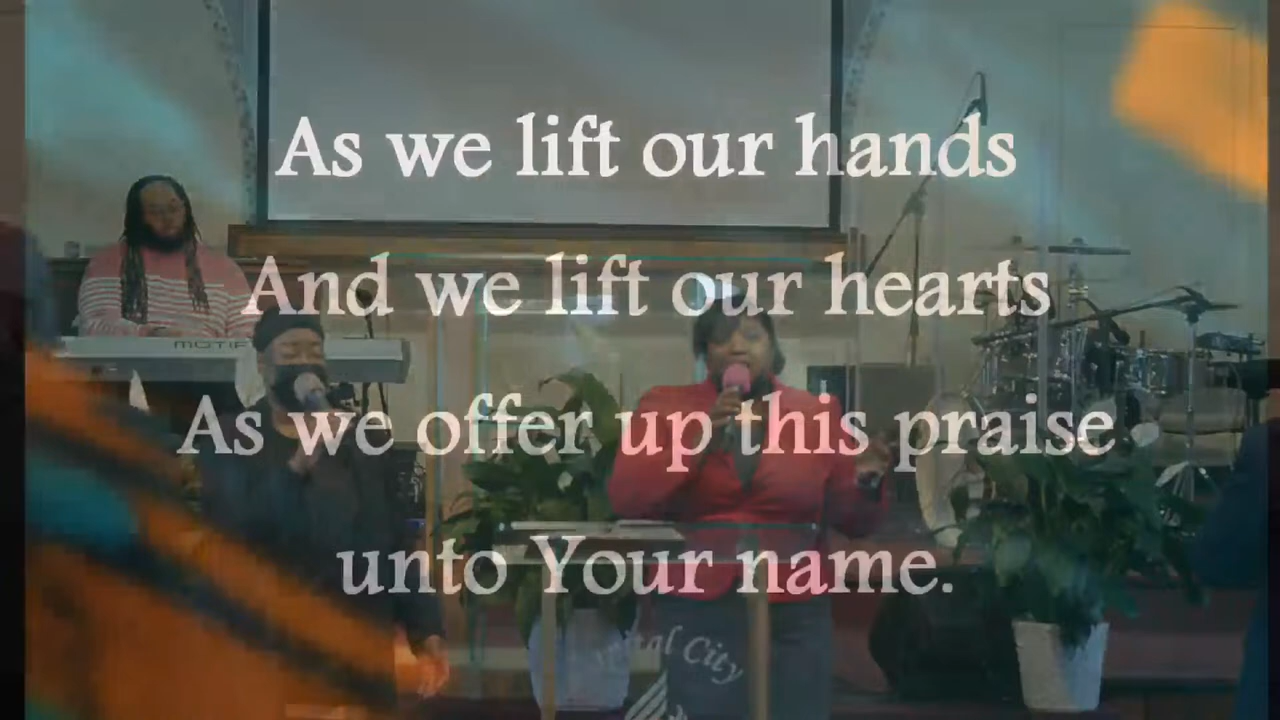 As we lift our hands
And we lift our hearts
As we offer up this praise
unto Your name.
MOTIF
City